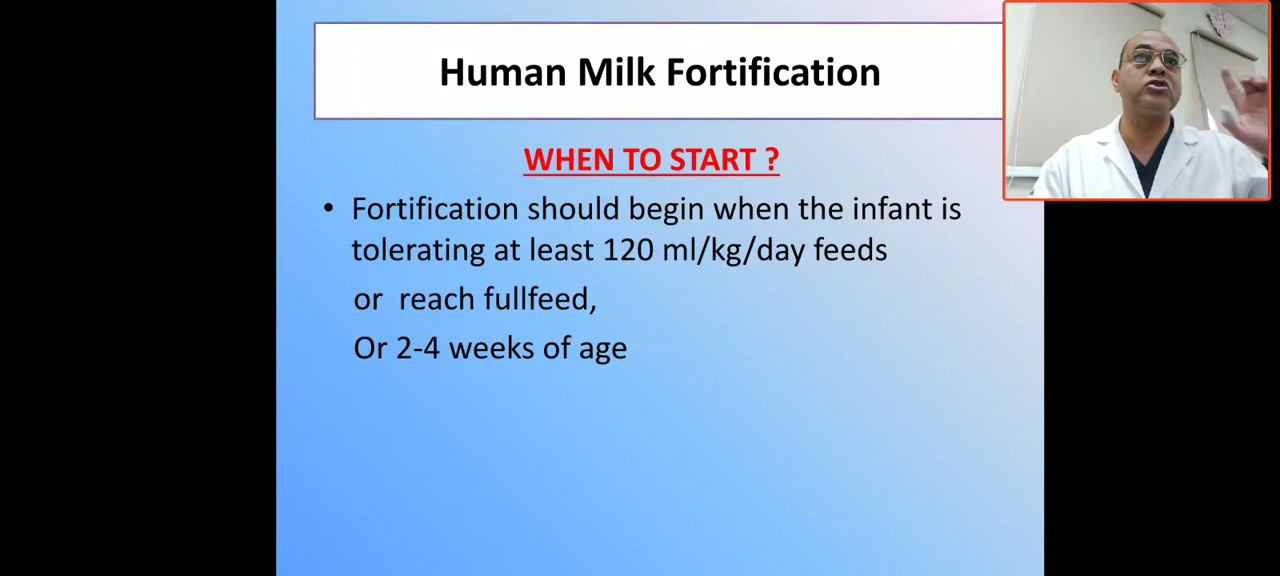 Human Milk Fortification
WHEN TO START ?
• Fortification should begin when the infant is
tolerating at least 120 ml/kg/day feeds
or reach fullfeed,
Or 2-4 weeks of age